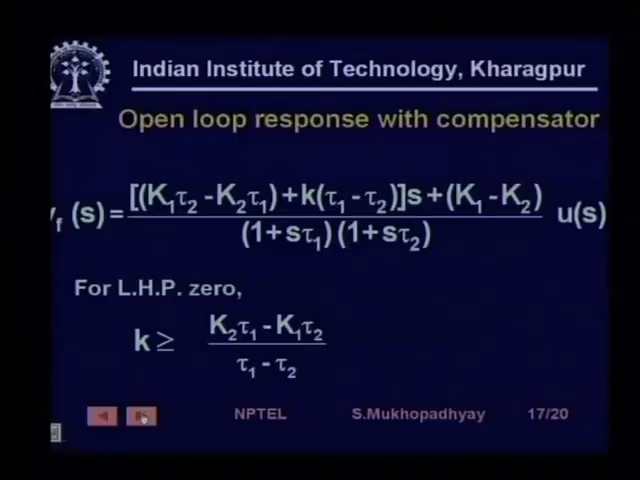 Indian Institute of Technology, Kharagpur
Open loop response with compensator
y_f (s) = [(K₁τ₂ - K₂τ₁) + k(τ₁ - τ₂)]s + (K₁ - K₂) / (1+sτ₁) (1+sτ₂) u(s)
For L.H.P. zero,
k ≥ K₂τ₁ - K₁τ₂ / τ₁ - τ₂
NPTEL S.Mukhopadhyay 17/20